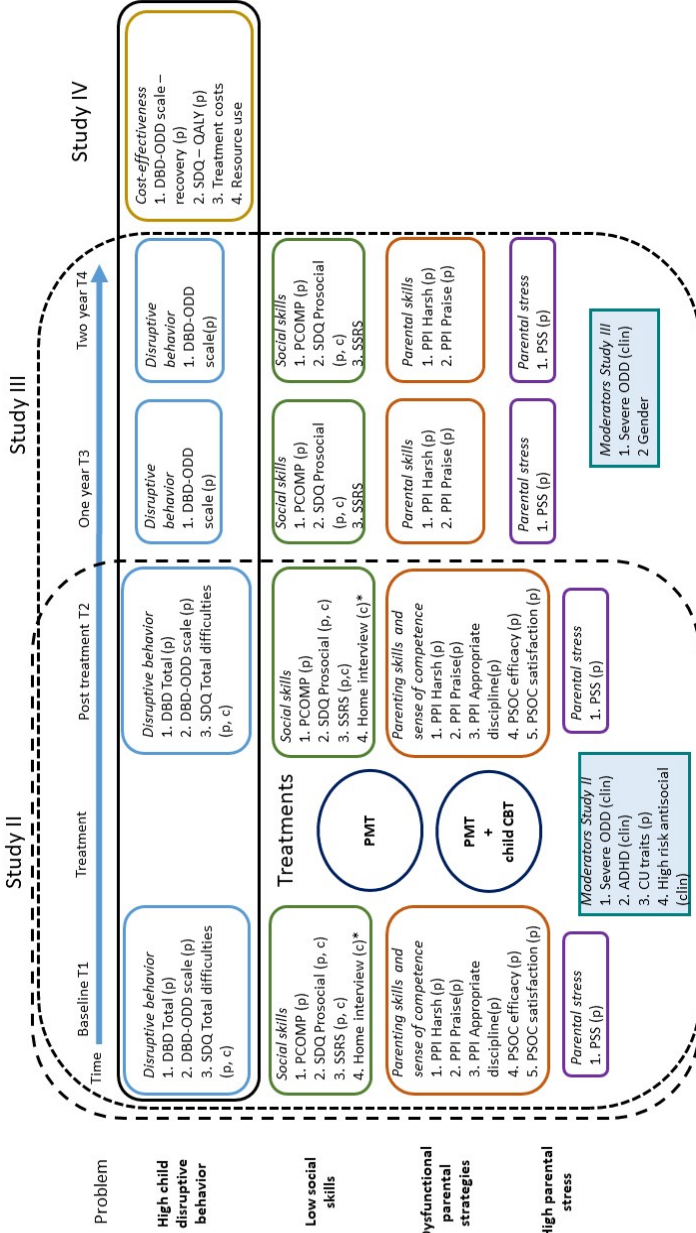 Study II
Study III
Study IV
Problem
Time
Baseline T1
Treatment
Post treatment T2
One year T3
Two year T4
High child
disruptive
behavior
Disruptive behavior
1. DBD Total (p)
2. DBD-ODD scale (p)
3. SDQ Total difficulties
(p, c)
Disruptive behavior
1. DBD Total (p)
2. DBD-ODD scale (p)
3. SDQ Total difficulties
(p, c)
Disruptive
behavior
1. DBD-ODD
scale (p)
Disruptive
behavior
1. DBD-ODD
scale(p)
Cost-effectiveness
1. DBD-ODD scale –
recovery (p)
2. SDQ – QALY (p)
3. Treatment costs
4. Resource use
Low social
skills
Social skills
1. PCOMP (p)
2. SDQ Prosocial (p, c)
3. SSRS (p, c)
4. Home interview (c)*
Treatments
PMT
PMT
+
child CBT
Social skills
1. PCOMP (p)
2. SDQ Prosocial (p, c)
3. SSRS (p,c)
4. Home interview (c)*
Social skills
1. PCOMP (p)
2. SDQ Prosocial
(p, c)
3. SSRS
Social skills
1. PCOMP (p)
2. SDQ Prosocial
(p, c)
3. SSRS
Dysfunctional
parental
strategies
Parenting skills and
sense of competence
1. PPI Harsh (p)
2. PPI Praise(p)
3. PPI Appropriate
discipline(p)
4. PSOC efficacy (p)
5. PSOC satisfaction (p)
Parenting skills and
sense of competence
1. PPI Harsh (p)
2. PPI Praise(p)
3. PPI Appropriate
discipline(p)
4. PSOC efficacy (p)
5. PSOC satisfaction (p)
Parental skills
1. PPI Harsh (p)
2. PPI Praise (p)
Parental skills
1. PPI Harsh (p)
2. PPI Praise (p)
High parental
stress
Parental stress
1. PSS (p)
Parental stress
1. PSS (p)
Parental stress
1. PSS (p)
Parental stress
1. PSS (p)
Moderators Study II
1. Severe ODD (clin)
2. ADHD (clin)
3. CU traits (p)
4. High risk antisocial
(clin)
Moderators Study III
1. Severe ODD (clin)
2 Gender